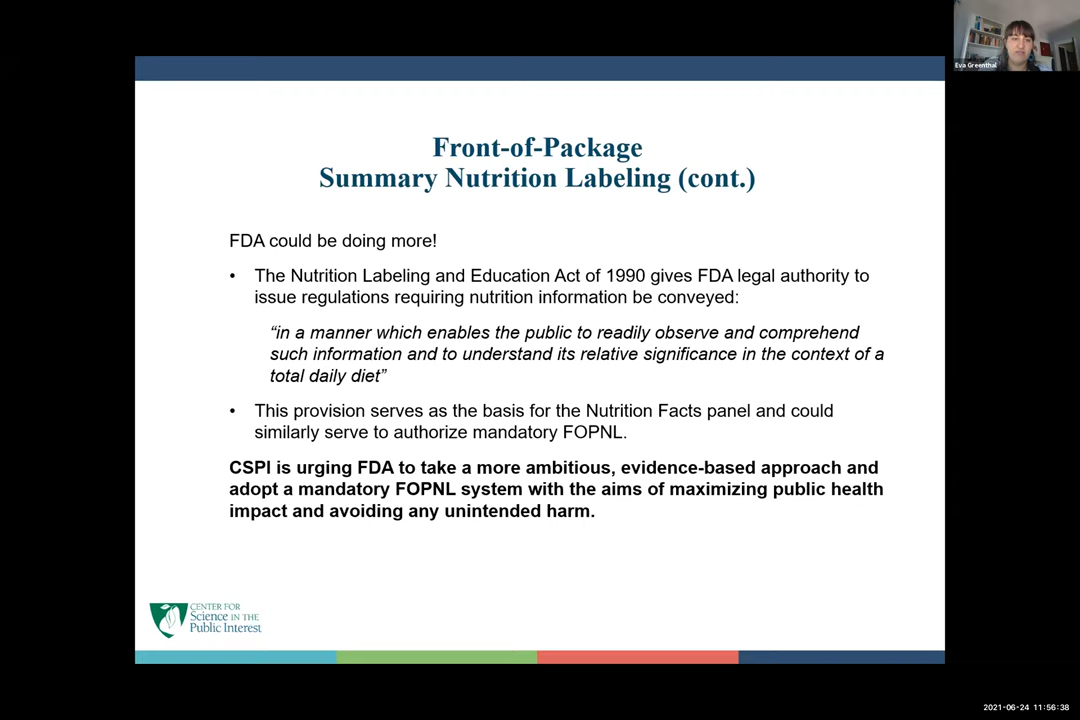 Eva Greenthal
Front-of-Package
Summary Nutrition Labeling (cont.)
FDA could be doing more!
• The Nutrition Labeling and Education Act of 1990 gives FDA legal authority to
issue regulations requiring nutrition information be conveyed:
“in a manner which enables the public to readily observe and comprehend
such information and to understand its relative significance in the context of a
total daily diet”
• This provision serves as the basis for the Nutrition Facts panel and could
similarly serve to authorize mandatory FOPNL.
CSPI is urging FDA to take a more ambitious, evidence-based approach and
adopt a mandatory FOPNL system with the aims of maximizing public health
impact and avoiding any unintended harm.
CENTER FOR
Science IN THE
Public Interest
2021-06-24 11:56:38